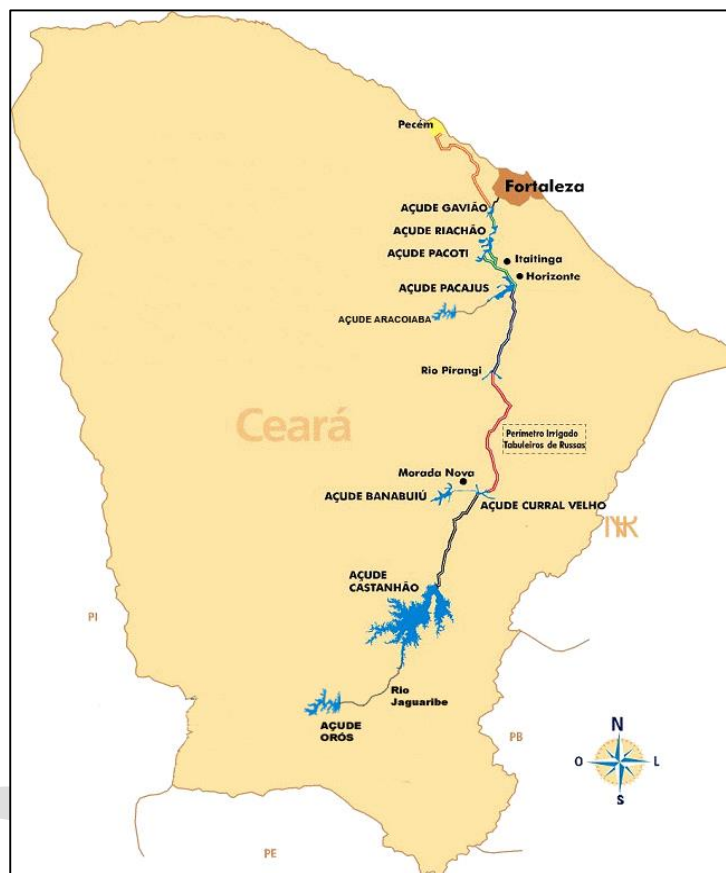 Pecém
Fortaleza
AÇUDE GAVIÃO
AÇUDE RIACHÃO
Itaitinga
AÇUDE PACOTI
Horizonte
AÇUDE PACAJUS
AÇUDE ARACOIABA
Rio Pirangi
Ceará
Perímetro Irrigado
Tabuleiros de Russas
Morada Nova
AÇUDE BANABUIÚ
AÇUDE CURRAL VELHO
AÇUDE
CASTANHÃO
PI
Rio
Jaguaribe
AÇUDE
ORÓS
PB
N
O
L
S
PE